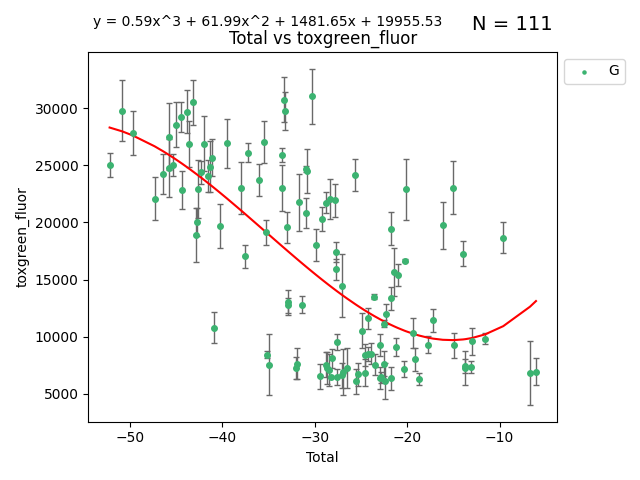 y = 0.59x^3 + 61.99x^2 + 1481.65x + 19955.53
N = 111
Total vs toxgreen_fluor
G
toxgreen_fluor
30000
25000
20000
15000
10000
5000
−50
−40
−30
−20
−10
Total